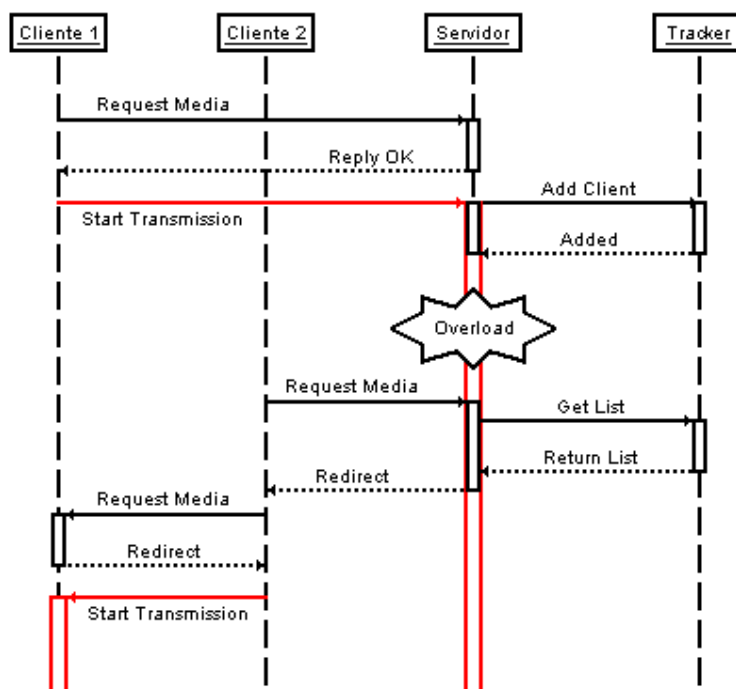 Cliente 1
Cliente 2
Servidor
Tracker
Request Media
Reply OK
Add Client
Start Transmission
Added
Overload
Request Media
Get List
Return List
Redirect
Request Media
Redirect
Start Transmission